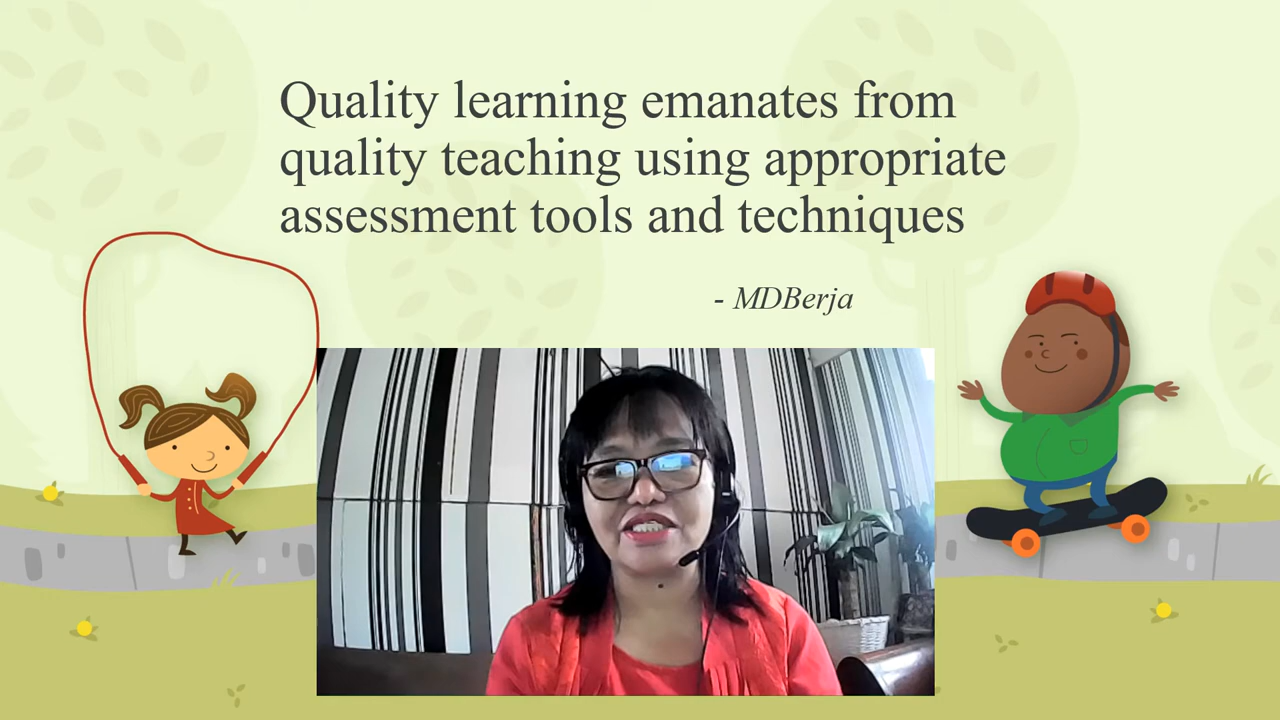 Quality learning emanates from
quality teaching using appropriate
assessment tools and techniques
- MDBerja